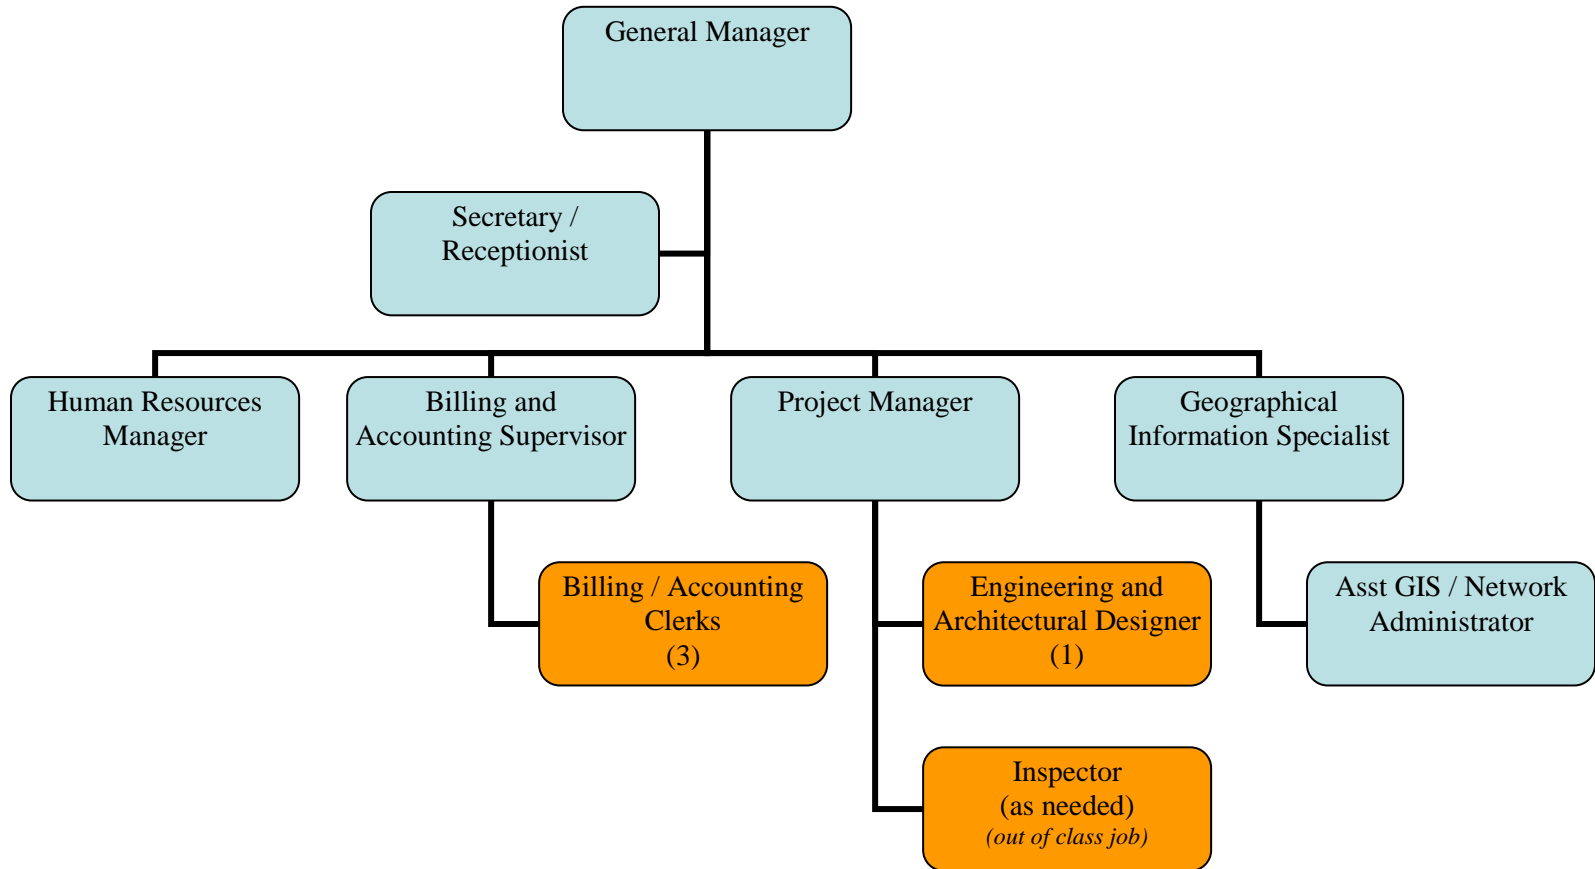 General Manager
Secretary /
Receptionist
Human Resources
Manager
Billing and
Accounting Supervisor
Project Manager
Geographical
Information Specialist
Billing / Accounting
Clerks
(3)
Engineering and
Architectural Designer
(1)
Asst GIS / Network
Administrator
Inspector
(as needed)
(out of class job)